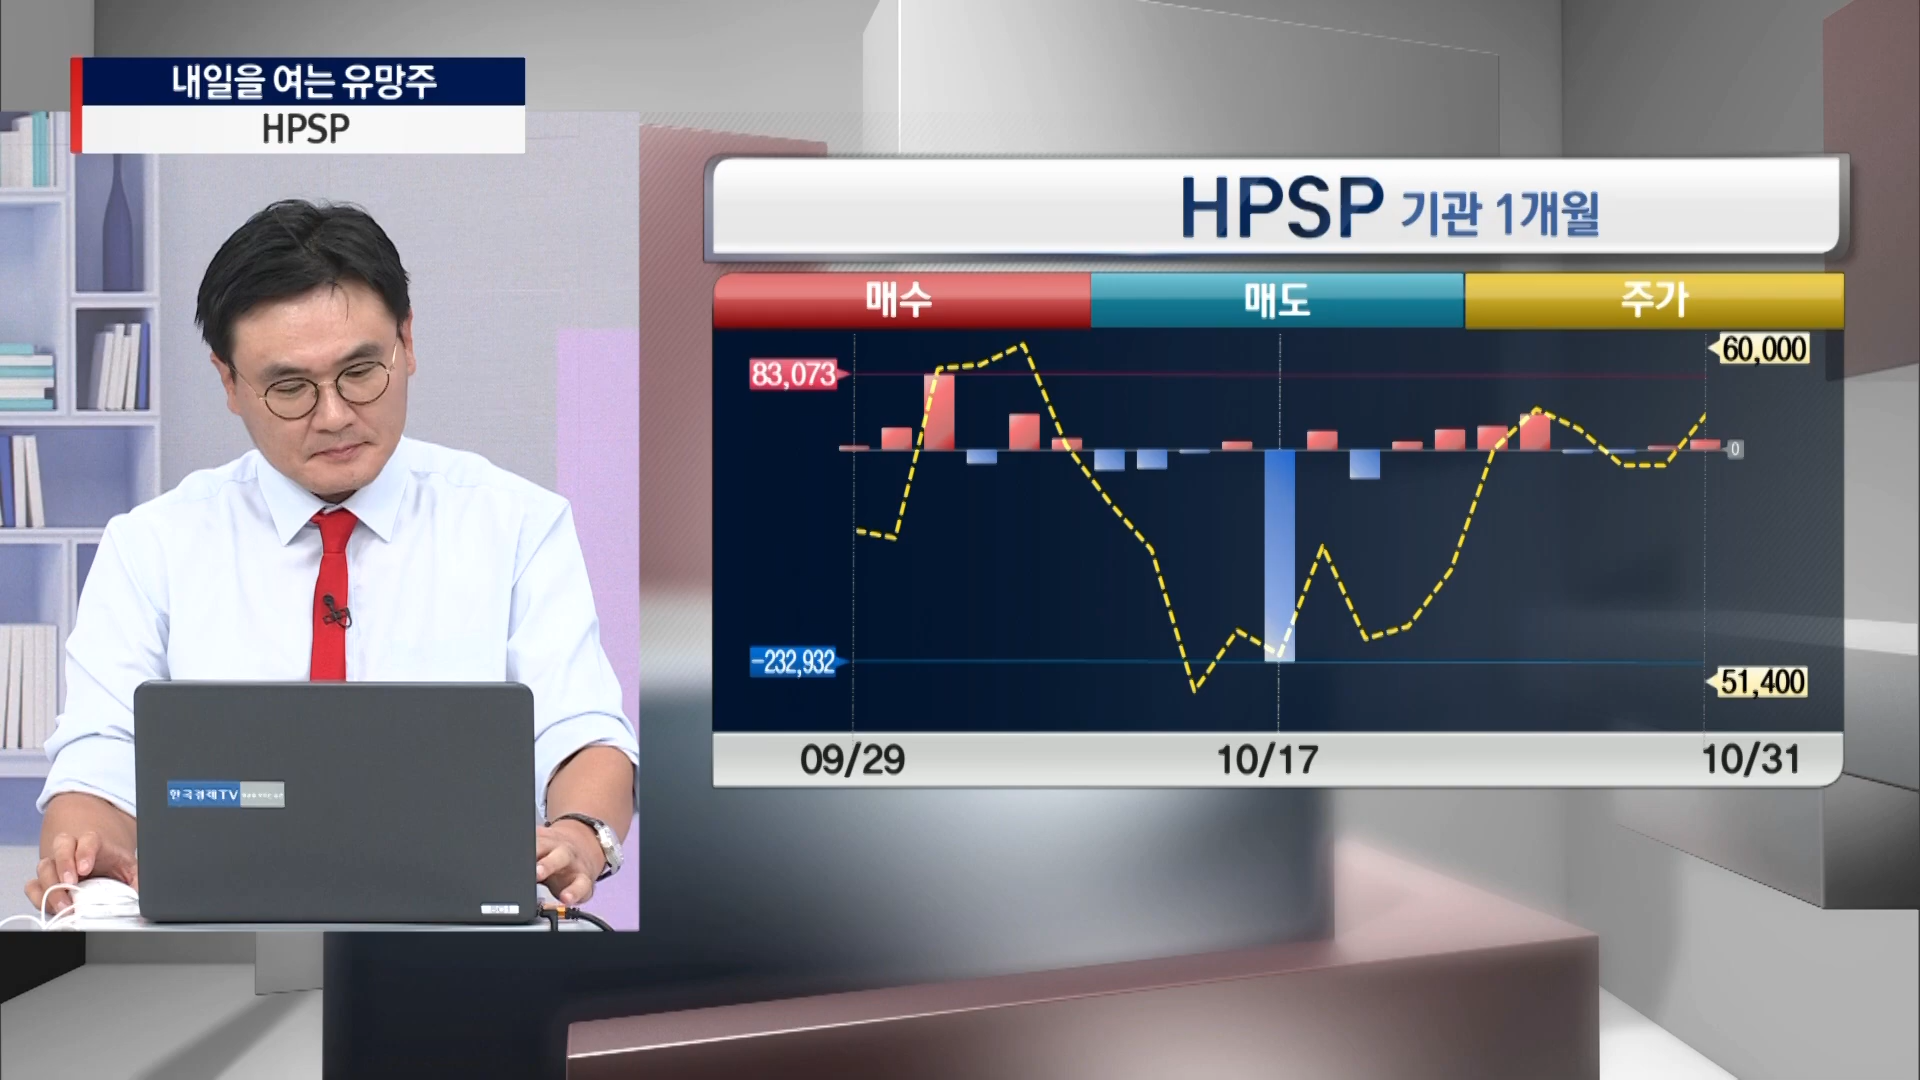 내일을 여는 유망주
HPSP
HPSP 기관 1개월
매수 매도 주가
83,073
60,000
0
-232,932
51,400
09/29 10/17 10/31
한국경제TV